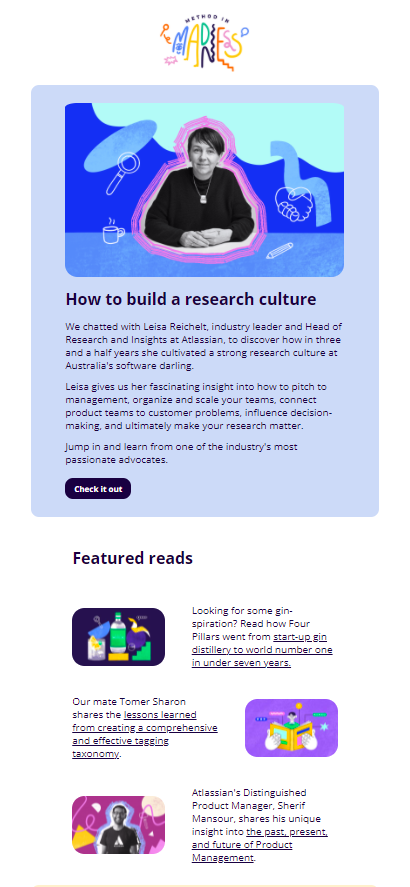 METHOD IN
MADNESS
How to build a research culture
We chatted with Leisa Reichelt, industry leader and Head of
Research and Insights at Atlassian, to discover how in three
and a half years she cultivated a strong research culture at
Australia's software darling.
Leisa gives us her fascinating insight into how to pitch to
management, organize and scale your teams, connect
product teams to customer problems, influence decision-
making, and ultimately make your research matter.
Jump in and learn from one of the industry's most
passionate advocates.
Check it out
Featured reads
Looking for some gin-
spiration? Read how Four
Pillars went from start-up gin
distillery to world number one
in under seven years.
Our mate Tomer Sharon
shares the lessons learned
from creating a comprehensive
and effective tagging
taxonomy.
Atlassian's Distinguished
Product Manager, Sherif
Mansour, shares his unique
insight into the past, present,
and future of Product
Management.